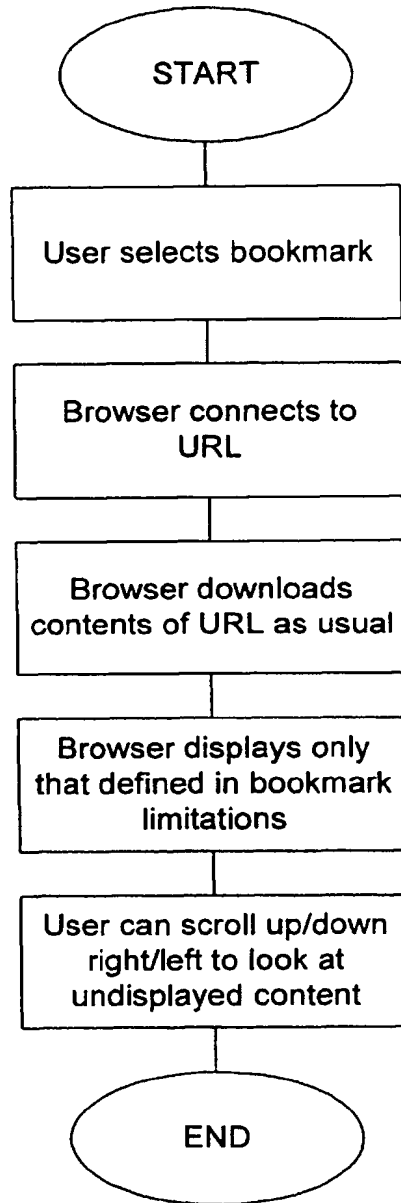 START
User selects bookmark
Browser connects to
URL
Browser downloads
contents of URL as usual
Browser displays only
that defined in bookmark
limitations
User can scroll up/down
right/left to look at
undisplayed content
END